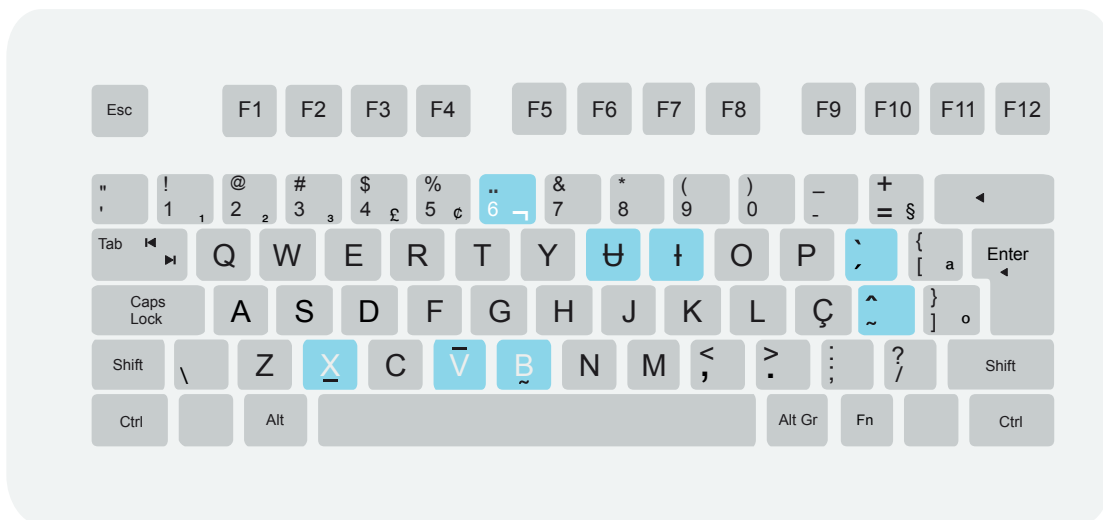 Esc F1 F2 F3 F4 F5 F6 F7 F8 F9 F10 F11 F12
" ' ! 1 ₁ @ 2 ₂ # 3 ₃ $ 4 £ % 5 ¢ ¨ 6 ¬ & 7 * 8 ( 9 ) 0 _ - + = §
Tab Q W E R T Y Ʉ Ɨ O P ` ´ { [ a Enter
Caps Lock A S D F G H J K L Ç ^ ~ } ] o
Shift \ Z X̲ C V̅ B̰ N M < , > . : ; ? / Shift
Ctrl Alt Alt Gr Fn Ctrl